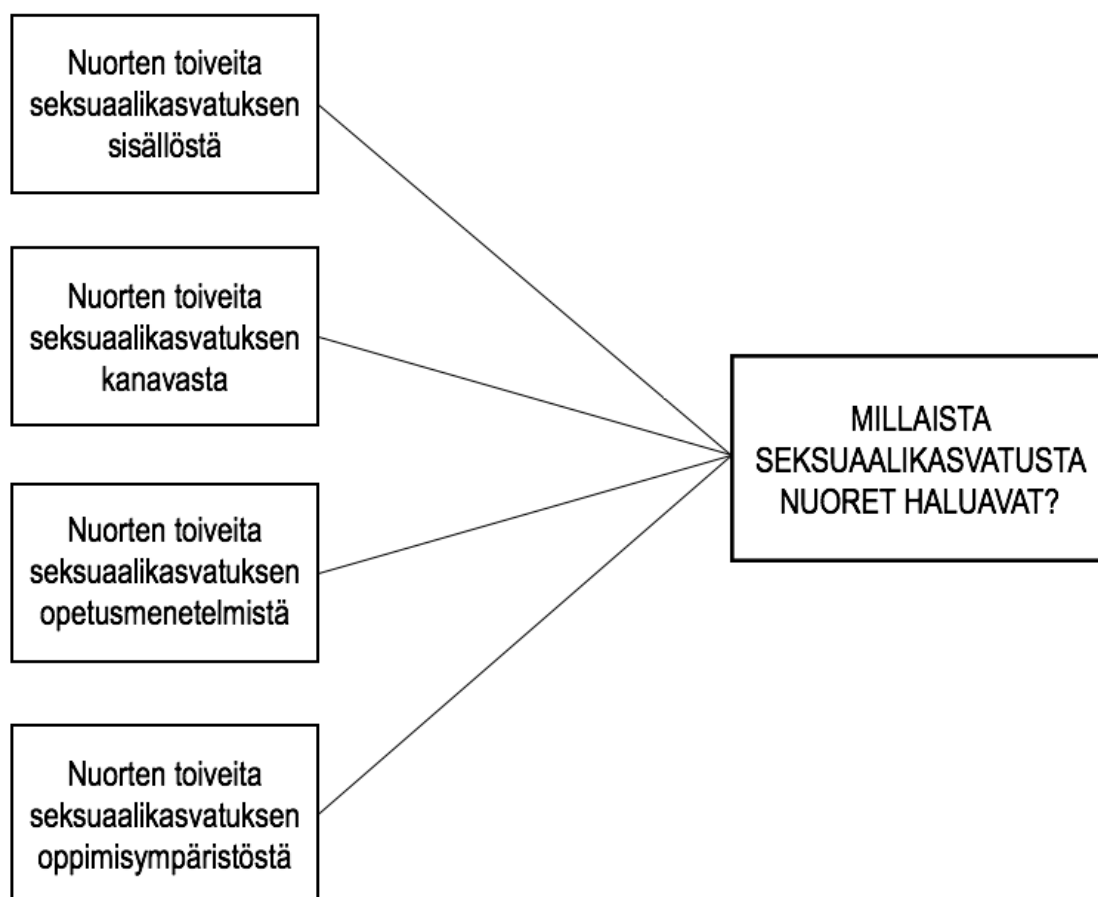 Nuorten toiveita
seksuaalikasvatuksen
sisällöstä
Nuorten toiveita
seksuaalikasvatuksen
kanavasta
Nuorten toiveita
seksuaalikasvatuksen
opetusmenetelmistä
Nuorten toiveita
seksuaalikasvatuksen
oppimisympäristöstä
MILLAISTA
SEKSUAALIKASVATUSTA
NUORET HALUAVAT?